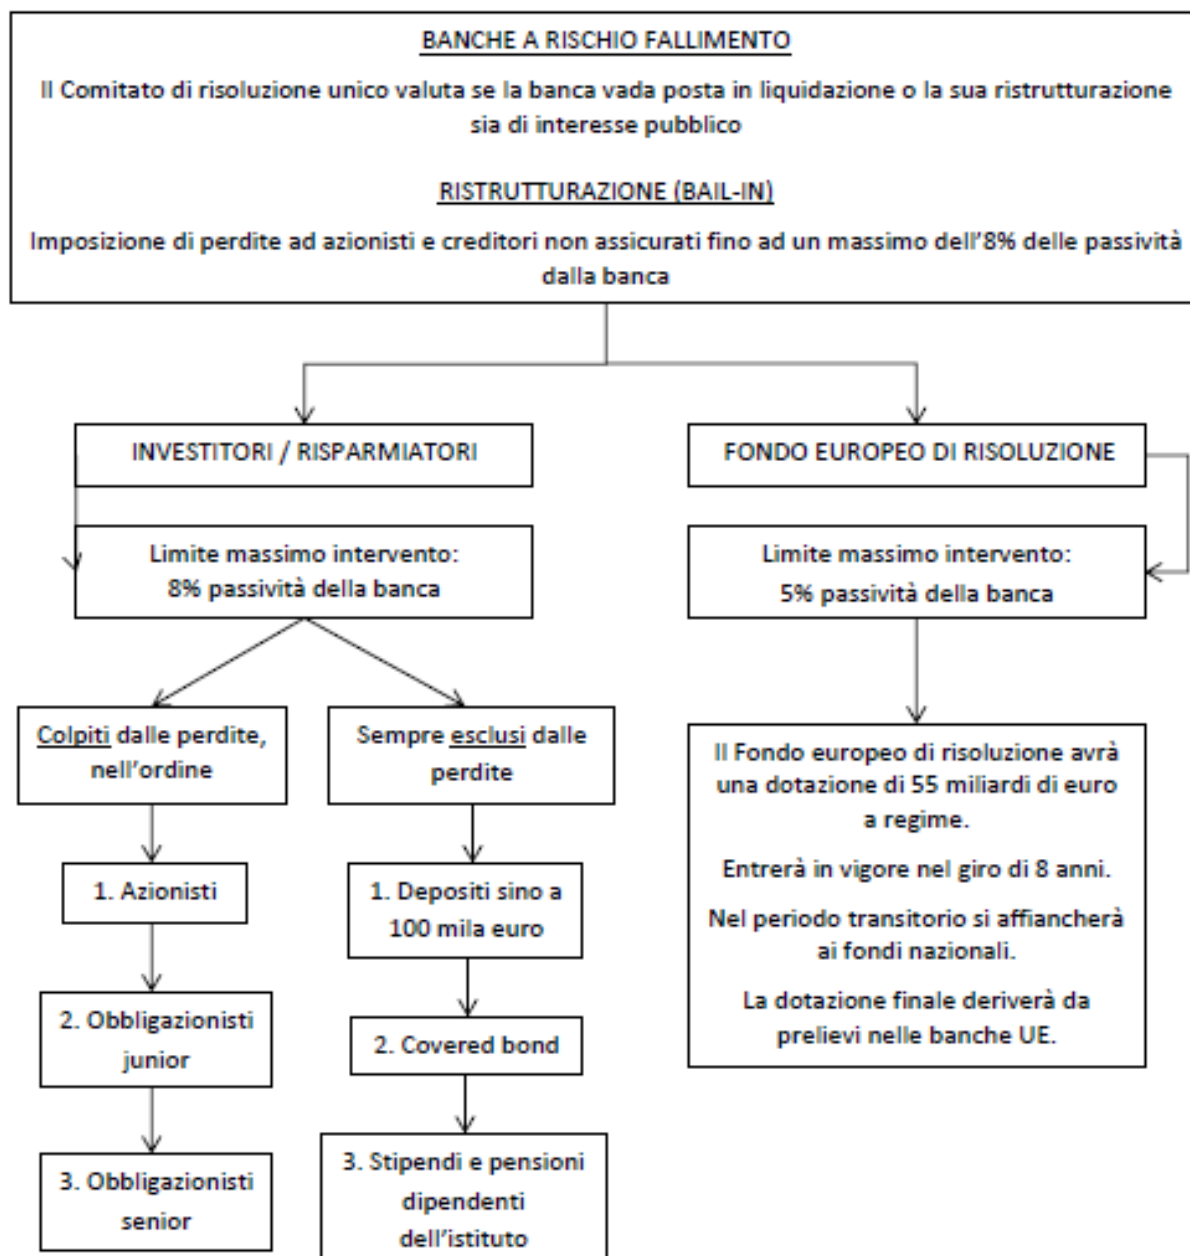 BANCHE A RISCHIO FALLIMENTO
Il Comitato di risoluzione unico valuta se la banca vada posta in liquidazione o la sua ristrutturazione
sia di interesse pubblico
RISTRUTTURAZIONE (BAIL-IN)
Imposizione di perdite ad azionisti e creditori non assicurati fino ad un massimo dell'8% delle passività
dalla banca
INVESTITORI / RISPARMIATORI
Limite massimo intervento:
8% passività della banca
Colpiti dalle perdite,
nell'ordine
1. Azionisti
2. Obbligazionisti
junior
3. Obbligazionisti
senior
Sempre esclusi dalle
perdite
1. Depositi sino a
100 mila euro
2. Covered bond
3. Stipendi e pensioni
dipendenti
dell'istituto
FONDO EUROPEO DI RISOLUZIONE
Limite massimo intervento:
5% passività della banca
Il Fondo europeo di risoluzione avrà
una dotazione di 55 miliardi di euro
a regime.
Entrerà in vigore nel giro di 8 anni.
Nel periodo transitorio si affiancherà
ai fondi nazionali.
La dotazione finale deriverà da
prelievi nelle banche UE.